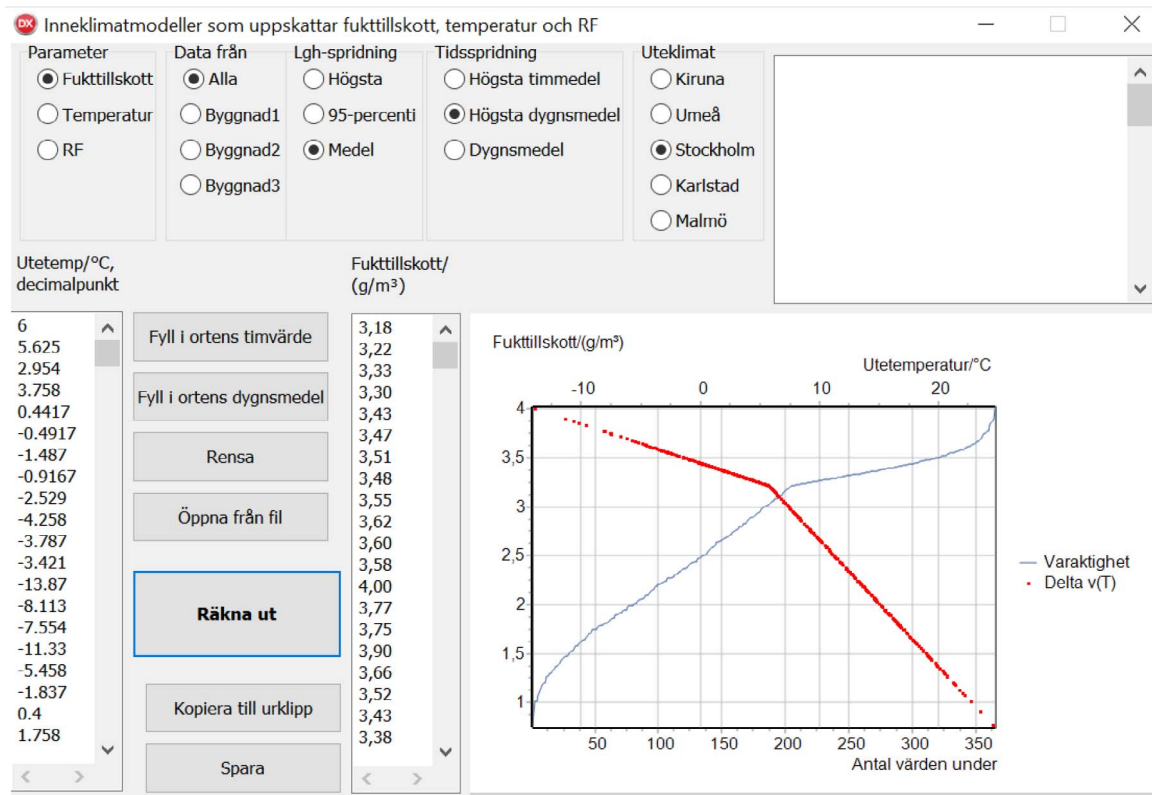 DX Inneklimatmodeller som uppskattar fukttillskott, temperatur och RF
Parameter
Fukttillskott
Temperatur
RF
Data från
Alla
Byggnad1
Byggnad2
Byggnad3
Lgh-spridning
Högsta
95-percenti
Medel
Tidsspridning
Högsta timmedel
Högsta dygnsmedel
Dygnsmedel
Uteklimat
Kiruna
Umeå
Stockholm
Karlstad
Malmö
Utetemp/°C,
decimalpunkt
6
5.625
2.954
3.758
0.4417
-0.4917
-1.487
-0.9167
-2.529
-4.258
-3.787
-3.421
-13.87
-8.113
-7.554
-11.33
-5.458
-1.837
0.4
1.758
Fyll i ortens timvärde
Fyll i ortens dygnsmedel
Rensa
Öppna från fil
Räkna ut
Kopiera till urklipp
Spara
Fukttillskott/
(g/m³)
3,18
3,22
3,33
3,30
3,43
3,47
3,51
3,48
3,55
3,62
3,60
3,58
4,00
3,77
3,75
3,90
3,66
3,52
3,43
3,38
Fukttillskott/(g/m³)
Utetemperatur/°C
-10 0 10 20
4
3,5
3
2,5
2
1,5
1
50 100 150 200 250 300 350
Antal värden under
Varaktighet
Delta v(T)